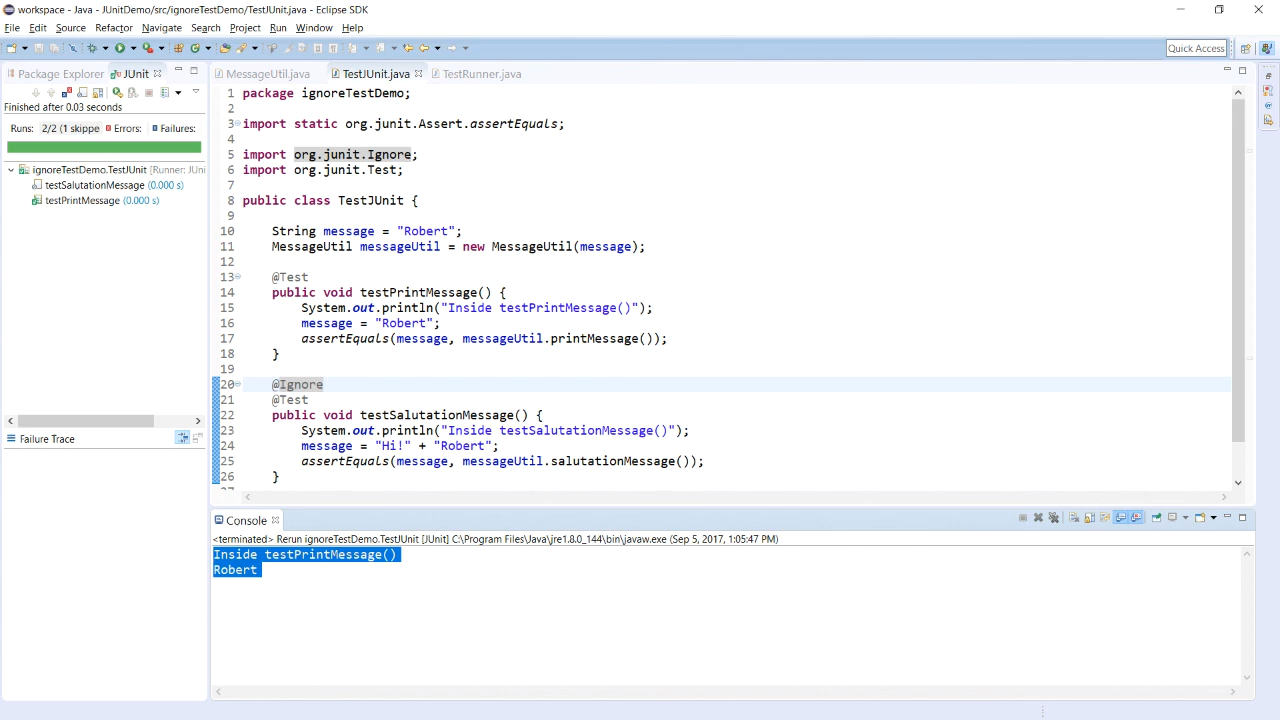 workspace - Java - JUnitDemo/src/ignoreTestDemo/TestJUnit.java - Eclipse SDK
File Edit Source Refactor Navigate Search Project Run Window Help
Quick Access
Package Explorer JUnit
MessageUtil.java TestJUnit.java TestRunner.java
Finished after 0.03 seconds
Runs: 2/2 (1 skippe Errors: Failures:
ignoreTestDemo.TestJUnit [Runner: JUni
testSalutationMessage (0.000 s)
testPrintMessage (0.000 s)
Failure Trace
1 package ignoreTestDemo;
2
3 import static org.junit.Assert.assertEquals;
4
5 import org.junit.Ignore;
6 import org.junit.Test;
7
8 public class TestJUnit {
9
10 String message = "Robert";
11 MessageUtil messageUtil = new MessageUtil(message);
12
13 @Test
14 public void testPrintMessage() {
15 System.out.println("Inside testPrintMessage()");
16 message = "Robert";
17 assertEquals(message, messageUtil.printMessage());
18 }
19
20 @Ignore
21 @Test
22 public void testSalutationMessage() {
23 System.out.println("Inside testSalutationMessage()");
24 message = "Hi!" + "Robert";
25 assertEquals(message, messageUtil.salutationMessage());
26 }
27
Console
<terminated> Rerun ignoreTestDemo.TestJUnit [JUnit] C:\Program Files\Java\jre1.8.0_144\bin\javaw.exe (Sep 5, 2017, 1:05:47 PM)
Inside testPrintMessage()
Robert